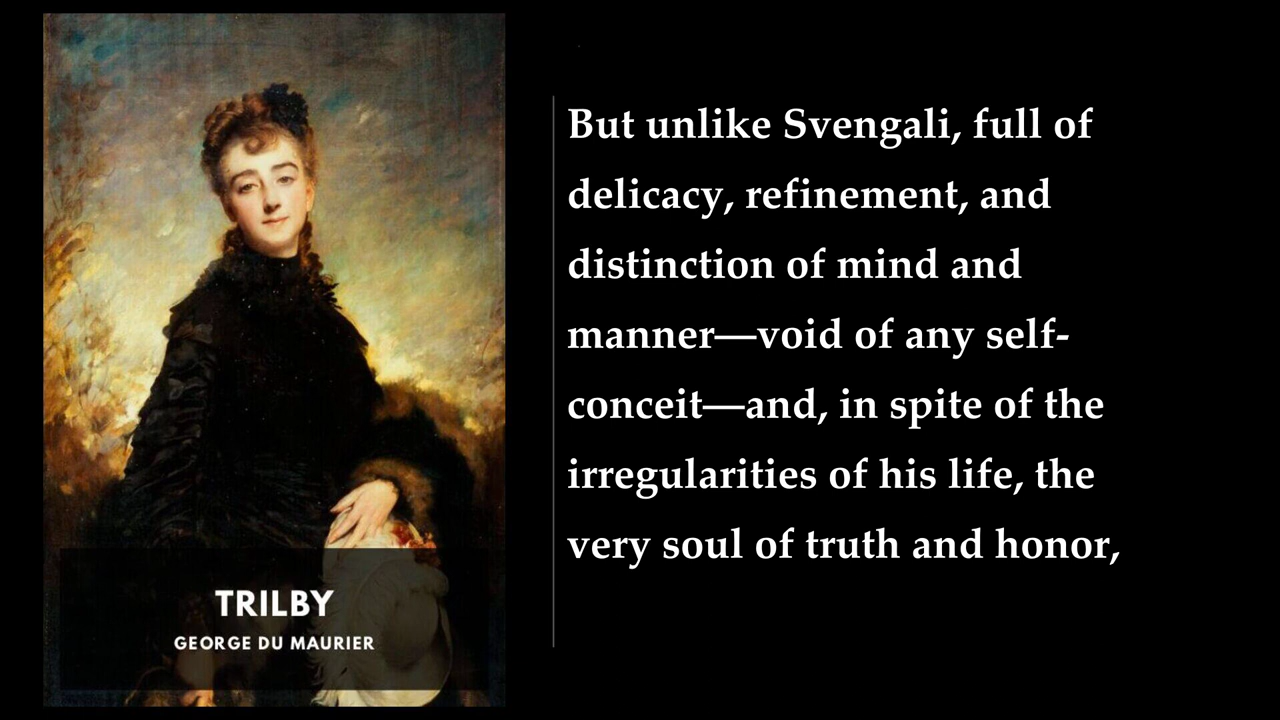 TRILBY
GEORGE DU MAURIER
But unlike Svengali, full of
delicacy, refinement, and
distinction of mind and
manner—void of any self-
conceit—and, in spite of the
irregularities of his life, the
very soul of truth and honor,